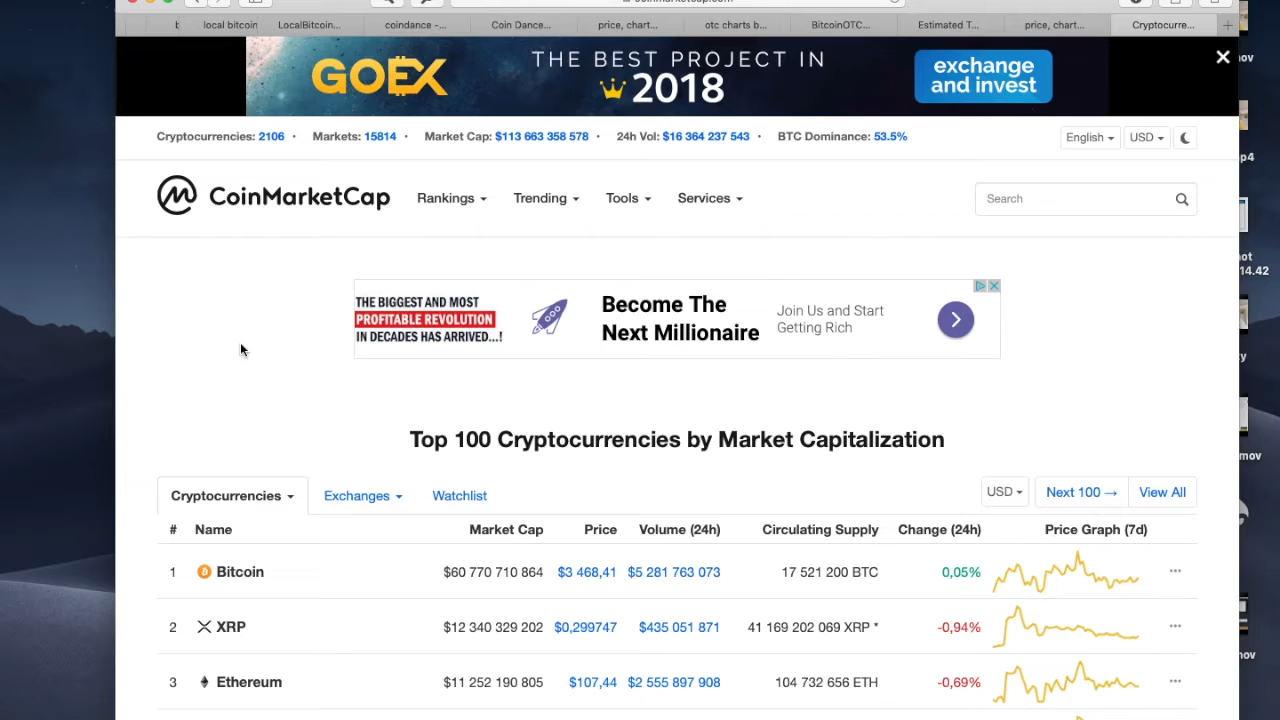 coinmarketcap.com
local bitcoin LocalBitcoin... coindance -... Coin Dance... price, chart... otc charts b... BitcoinOTC... Estimated T... price, chart... Cryptocurre...
GOEX THE BEST PROJECT IN 2018 exchange and invest
Cryptocurrencies: 2106 • Markets: 15814 • Market Cap: $113 663 358 578 • 24h Vol: $16 364 237 543 • BTC Dominance: 53.5% English USD
CoinMarketCap Rankings Trending Tools Services Search
THE BIGGEST AND MOST
PROFITABLE REVOLUTION
IN DECADES HAS ARRIVED...!
Become The
Next Millionaire
Join Us and Start
Getting Rich
Top 100 Cryptocurrencies by Market Capitalization
Cryptocurrencies Exchanges Watchlist USD Next 100 → View All
# Name Market Cap Price Volume (24h) Circulating Supply Change (24h) Price Graph (7d)
1 Bitcoin $60 770 710 864 $3 468,41 $5 281 763 073 17 521 200 BTC 0,05%
2 XRP $12 340 329 202 $0,299747 $435 051 871 41 169 202 069 XRP * -0,94%
3 Ethereum $11 252 190 805 $107,44 $2 555 897 908 104 732 656 ETH -0,69%
p4
14.42
mov